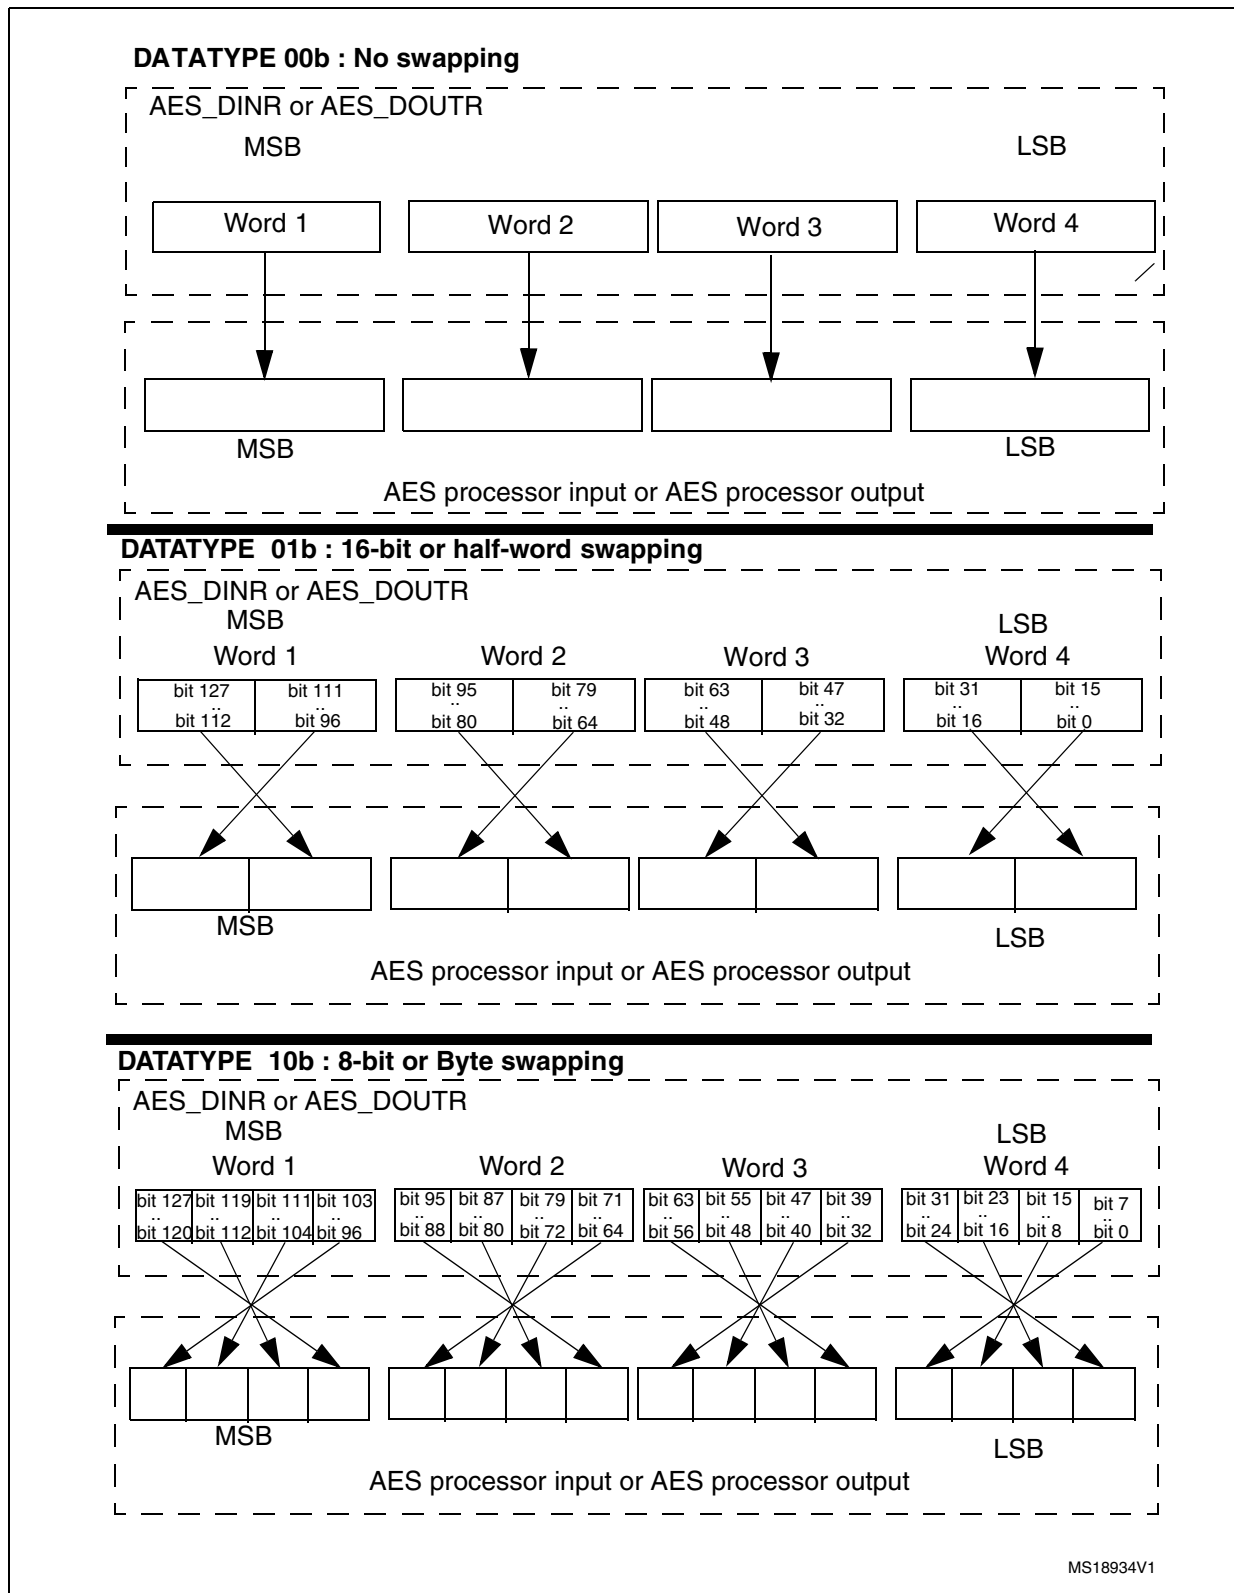 DATATYPE 00b : No swapping
AES_DINR or AES_DOUTR
MSB LSB
Word 1 Word 2 Word 3 Word 4
MSB LSB
AES processor input or AES processor output
DATATYPE 01b : 16-bit or half-word swapping
AES_DINR or AES_DOUTR
MSB LSB
Word 1 Word 2 Word 3 Word 4
bit 127 bit 111 bit 95 bit 79 bit 63 bit 47 bit 31 bit 15
.. .. .. .. .. .. .. ..
bit 112 bit 96 bit 80 bit 64 bit 48 bit 32 bit 16 bit 0
MSB LSB
AES processor input or AES processor output
DATATYPE 10b : 8-bit or Byte swapping
AES_DINR or AES_DOUTR
MSB LSB
Word 1 Word 2 Word 3 Word 4
bit 127 bit 119 bit 111 bit 103 bit 95 bit 87 bit 79 bit 71 bit 63 bit 55 bit 47 bit 39 bit 31 bit 23 bit 15 bit 7
.. .. .. .. .. .. .. .. .. .. .. .. .. .. .. ..
bit 120 bit 112 bit 104 bit 96 bit 88 bit 80 bit 72 bit 64 bit 56 bit 48 bit 40 bit 32 bit 24 bit 16 bit 8 bit 0
MSB LSB
AES processor input or AES processor output
MS18934V1